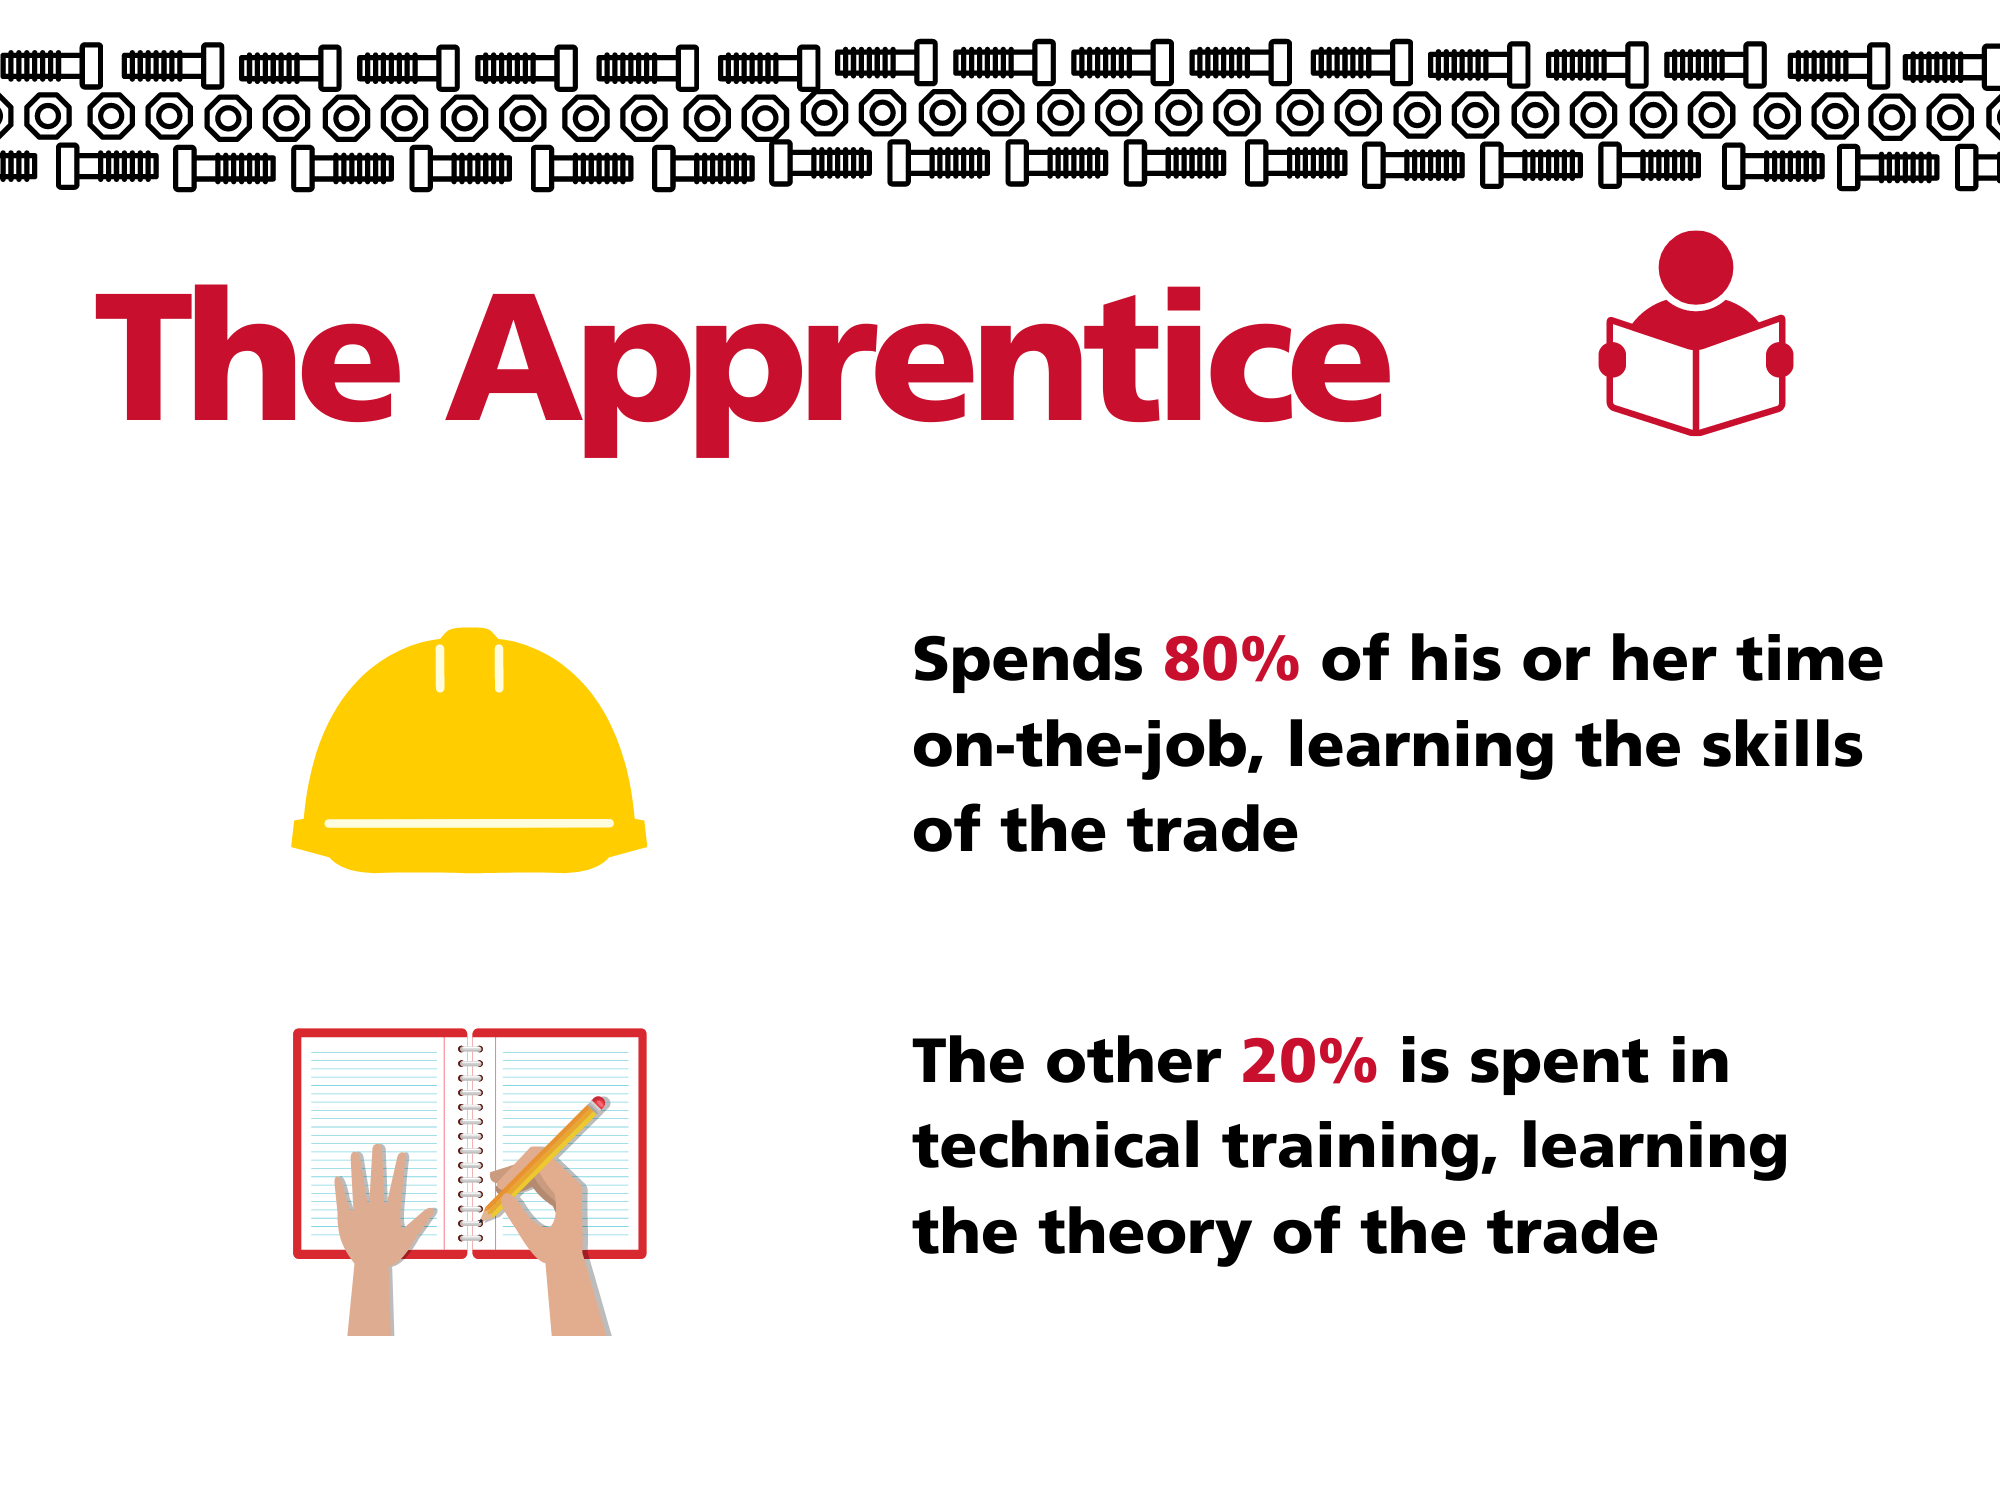 The Apprentice
Spends 80% of his or her time
on-the-job, learning the skills
of the trade
The other 20% is spent in
technical training, learning
the theory of the trade